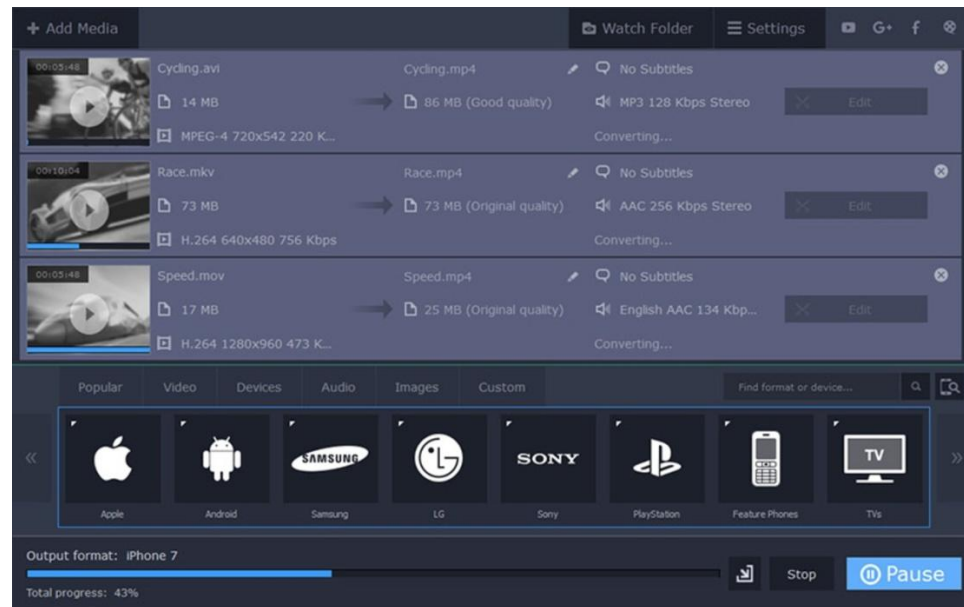 Add Media
Watch Folder
Settings
G+
f
00:05:48
Cycling.avi
Cycling.mp4
No Subtitles
14 MB
86 MB (Good quality)
MP3 128 Kbps Stereo
Edit
MPEG-4 720x542 220 K...
Converting...
00:10:04
Race.mkv
Race.mp4
No Subtitles
73 MB
73 MB (Original quality)
AAC 256 Kbps Stereo
Edit
H.264 640x480 756 Kbps
Converting...
00:05:48
Speed.mov
Speed.mp4
No Subtitles
17 MB
25 MB (Original quality)
English AAC 134 Kbp...
Edit
H.264 1280x960 473 K...
Converting...
Popular
Video
Devices
Audio
Images
Custom
Find format or device...
SAMSUNG
LG
SONY
TV
Apple
Android
Samsung
LG
Sony
PlayStation
Feature Phones
TVs
Output format: iPhone 7
Stop
Pause
Total progress: 43%